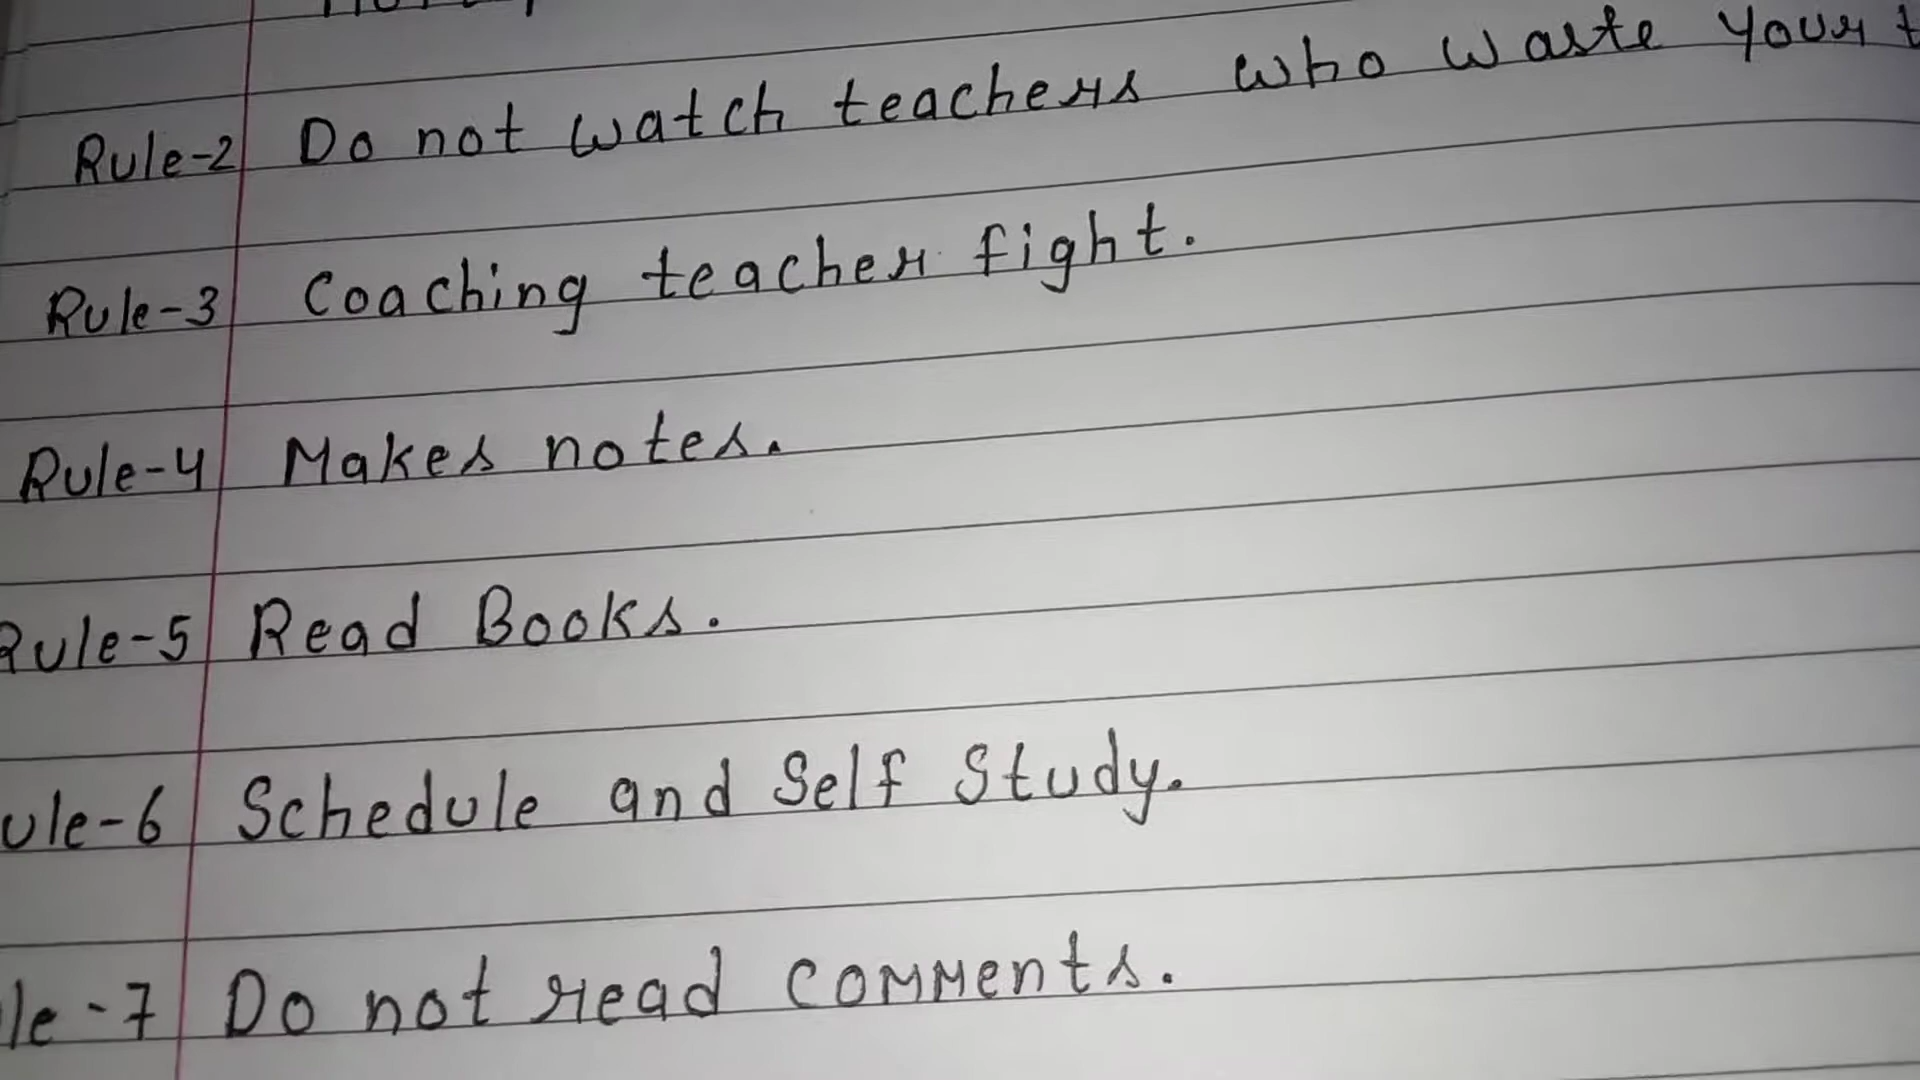 Rule-2 Do not watch teachers who waste your
Rule-3 Coaching teacher fight.
Rule-4 Makes notes.
Rule-5 Read Books.
ule-6 Schedule and Self Study.
le-7 Do not read comments.